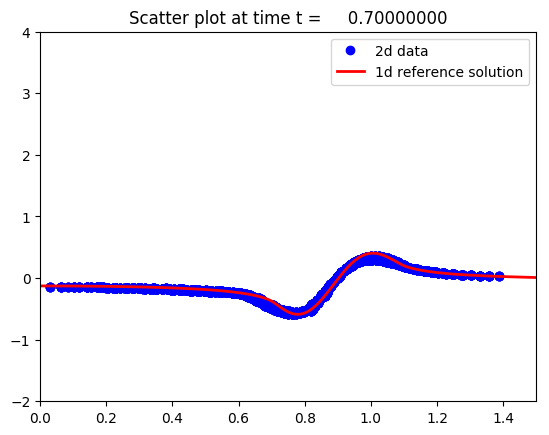 Scatter plot at time t =     0.70000000
2d data
1d reference solution
4
3
2
1
0
−1
−2
0.0 0.2 0.4 0.6 0.8 1.0 1.2 1.4